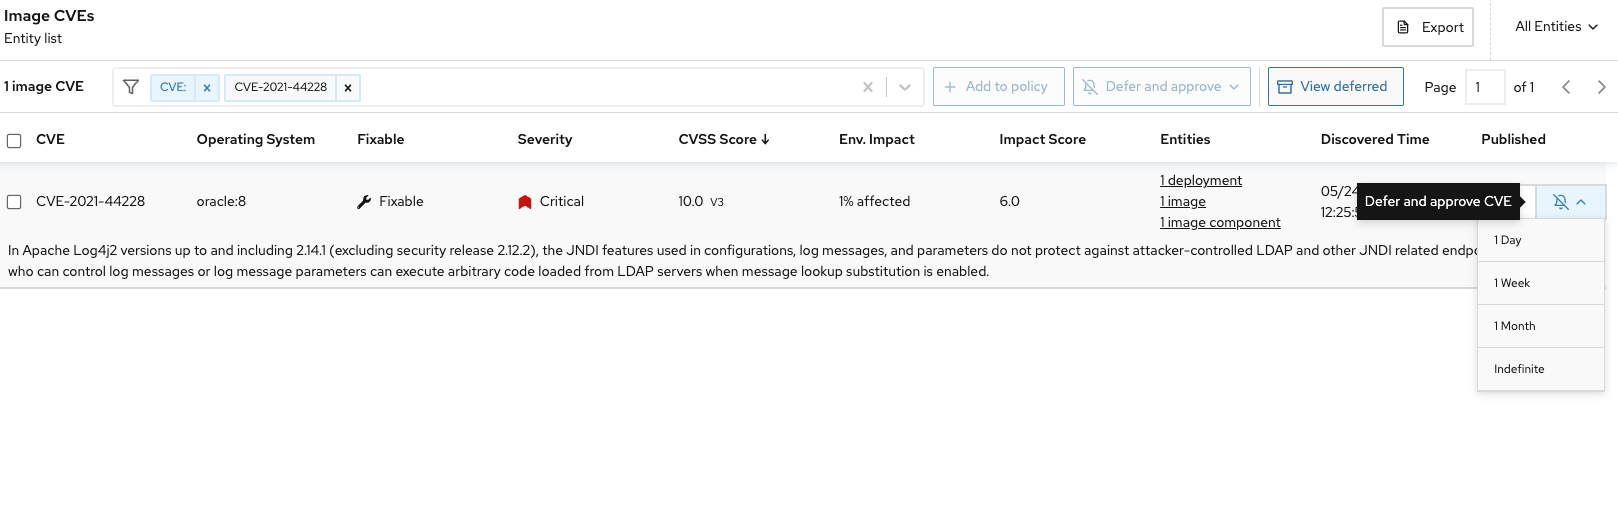 Image CVEs
Entity list
Export
All Entities
1 image CVE
CVE:
CVE-2021-44228
Add to policy
Defer and approve
View deferred
Page 1 of 1
CVE Operating System Fixable Severity CVSS Score Env. Impact Impact Score Entities Discovered Time Published
CVE-2021-44228 oracle:8 Fixable Critical 10.0 V3 1% affected 6.0
1 deployment
1 image
1 image component
05/24
12:25:
Defer and approve CVE
In Apache Log4j2 versions up to and including 2.14.1 (excluding security release 2.12.2), the JNDI features used in configurations, log messages, and parameters do not protect against attacker-controlled LDAP and other JNDI related
who can control log messages or log message parameters can execute arbitrary code loaded from LDAP servers when message lookup substitution is enabled.
1 Day
1 Week
1 Month
Indefinite